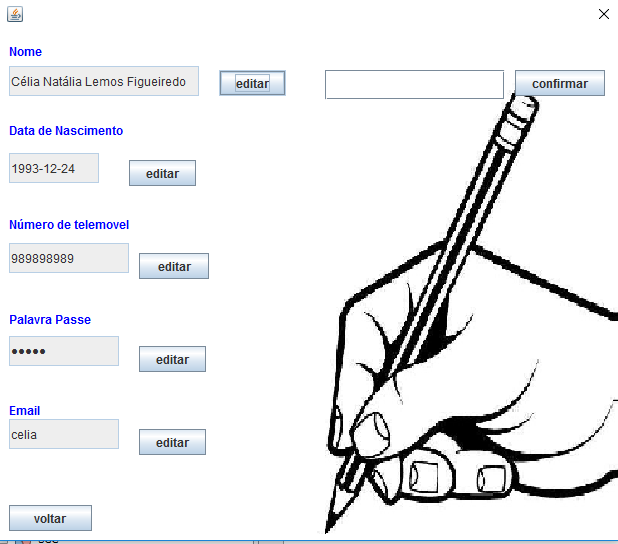 Nome
Célia Natália Lemos Figueiredo editar confirmar
Data de Nascimento
1993-12-24 editar
Número de telemovel
989898989 editar
Palavra Passe
●●●●● editar
Email
celia editar
voltar